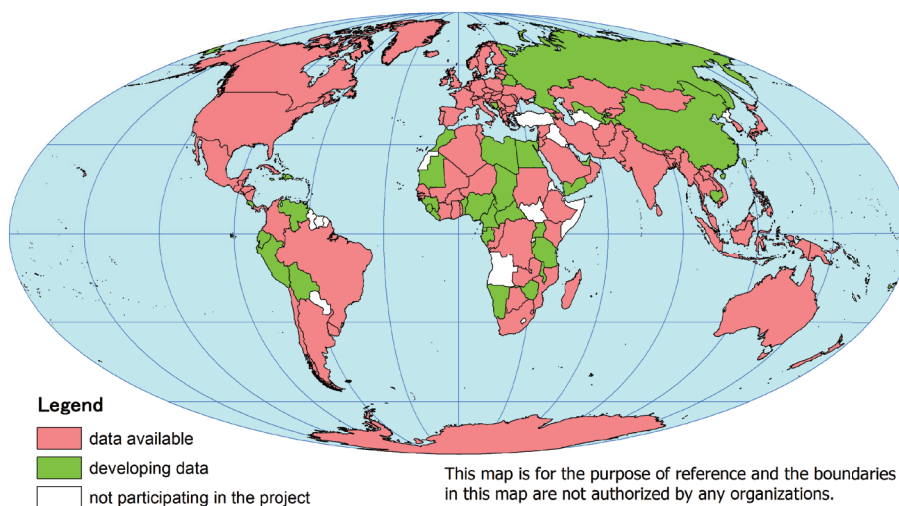 Legend
data available
developing data
not participating in the project
This map is for the purpose of reference and the boundaries
in this map are not authorized by any organizations.